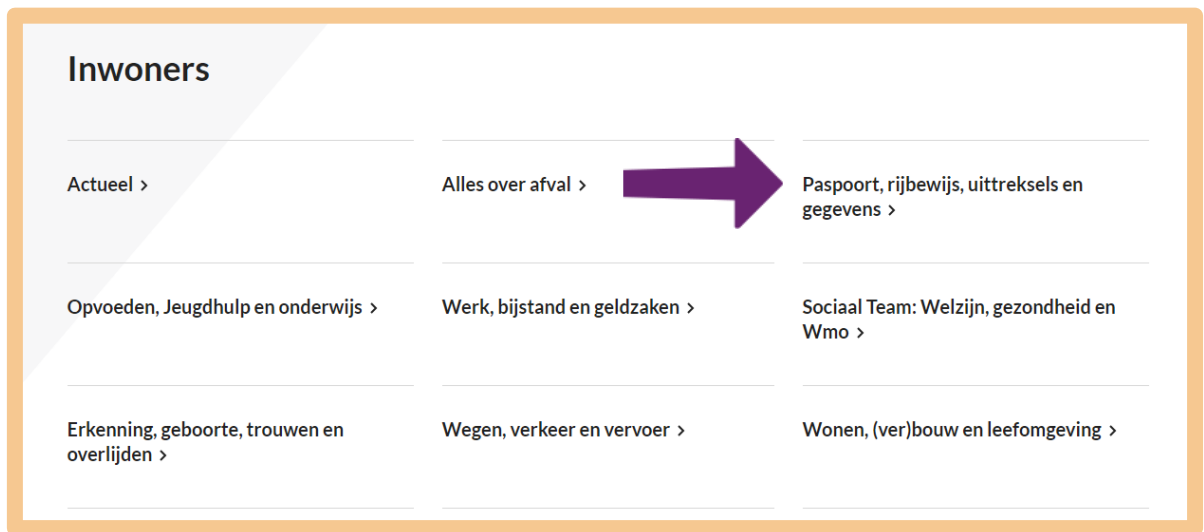 Inwoners
Actueel >
Alles over afval >
Paspoort, rijbewijs, uittreksels en
gegevens >
Opvoeden, Jeugdhulp en onderwijs >
Werk, bijstand en geldzaken >
Sociaal Team: Welzijn, gezondheid en
Wmo >
Erkenning, geboorte, trouwen en
overlijden >
Wegen, verkeer en vervoer >
Wonen, (ver)bouw en leefomgeving >